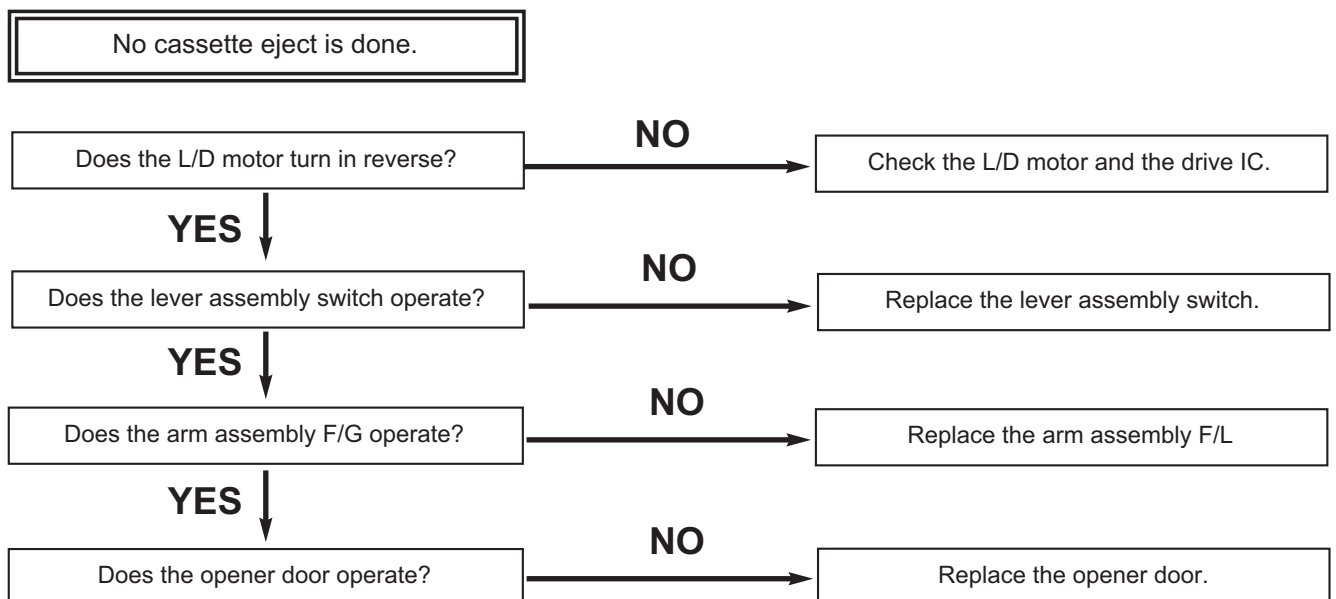 No cassette eject is done.
Does the L/D motor turn in reverse?
NO
Check the L/D motor and the drive IC.
YES
Does the lever assembly switch operate?
NO
Replace the lever assembly switch.
YES
Does the arm assembly F/G operate?
NO
Replace the arm assembly F/L
YES
Does the opener door operate?
NO
Replace the opener door.